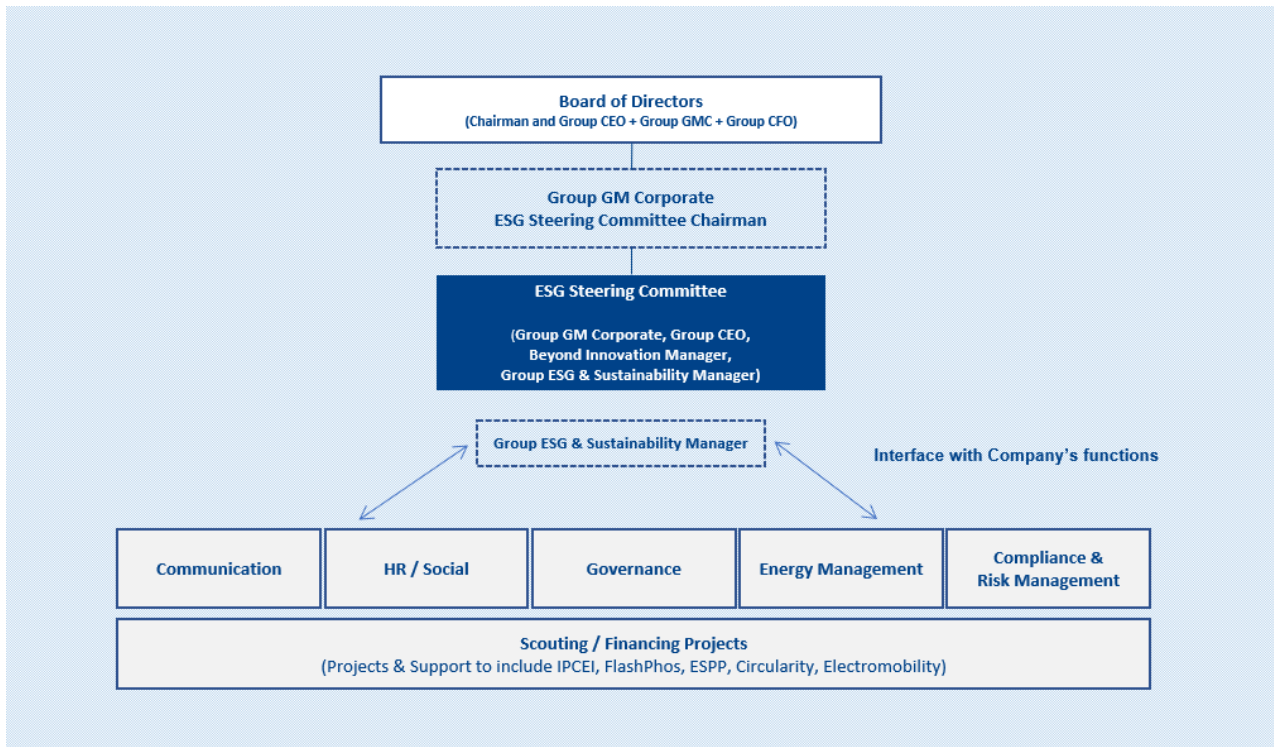 Board of Directors
(Chairman and Group CEO + Group GMC + Group CFO)
Group GM Corporate
ESG Steering Committee Chairman
ESG Steering Committee
(Group GM Corporate, Group CEO,
Beyond Innovation Manager,
Group ESG & Sustainability Manager)
Group ESG & Sustainability Manager
Interface with Company's functions
Communication
HR / Social
Governance
Energy Management
Compliance &
Risk Management
Scouting / Financing Projects
(Projects & Support to include IPCEI, FlashPhos, ESPP, Circularity, Electromobility)